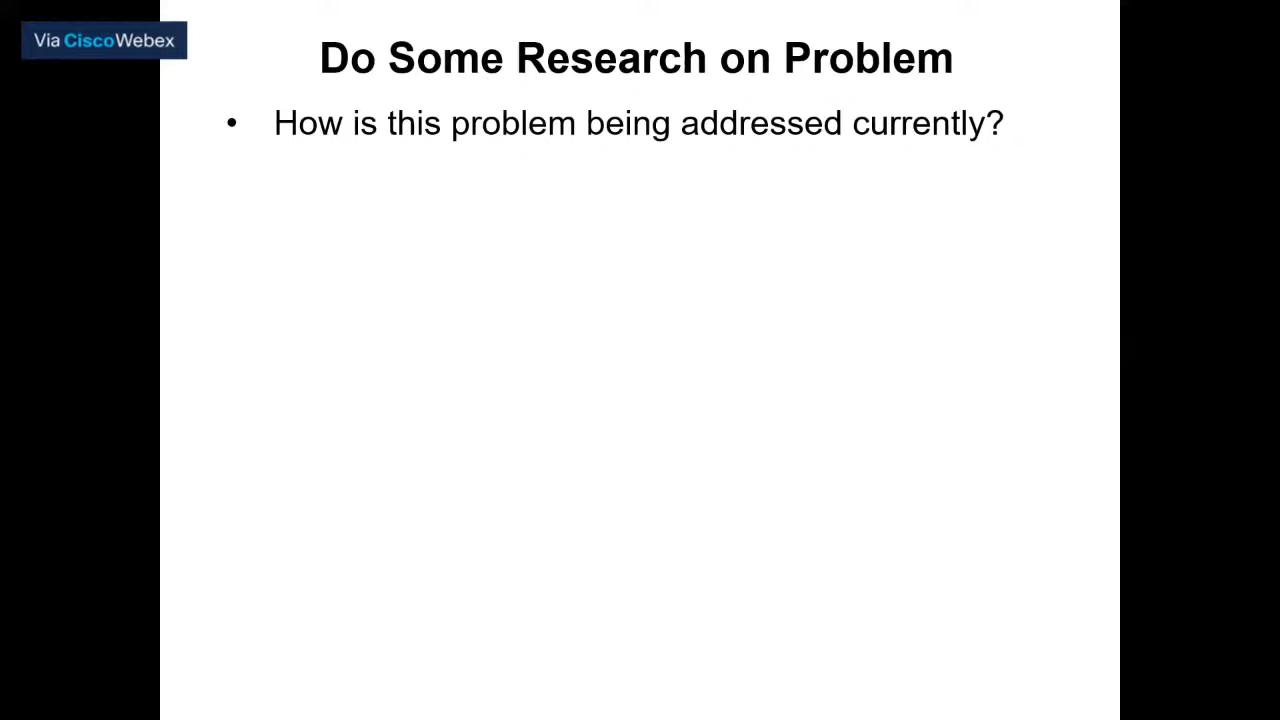 Via CiscoWebex
Do Some Research on Problem
• How is this problem being addressed currently?